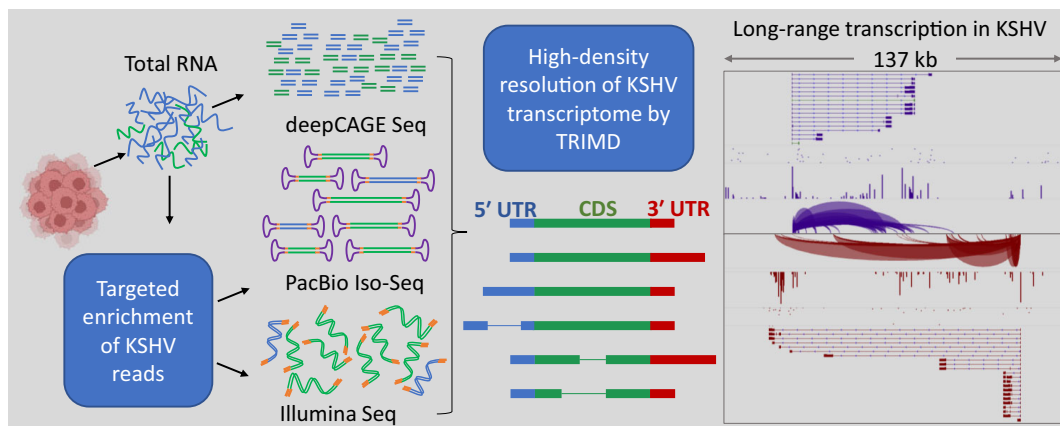 Total RNA
deepCAGE Seq
Targeted
enrichment
of KSHV
reads
PacBio Iso-Seq
Illumina Seq
High-density
resolution of KSHV
transcriptome by
TRIMD
5′ UTR
CDS
3′ UTR
Long-range transcription in KSHV
137 kb